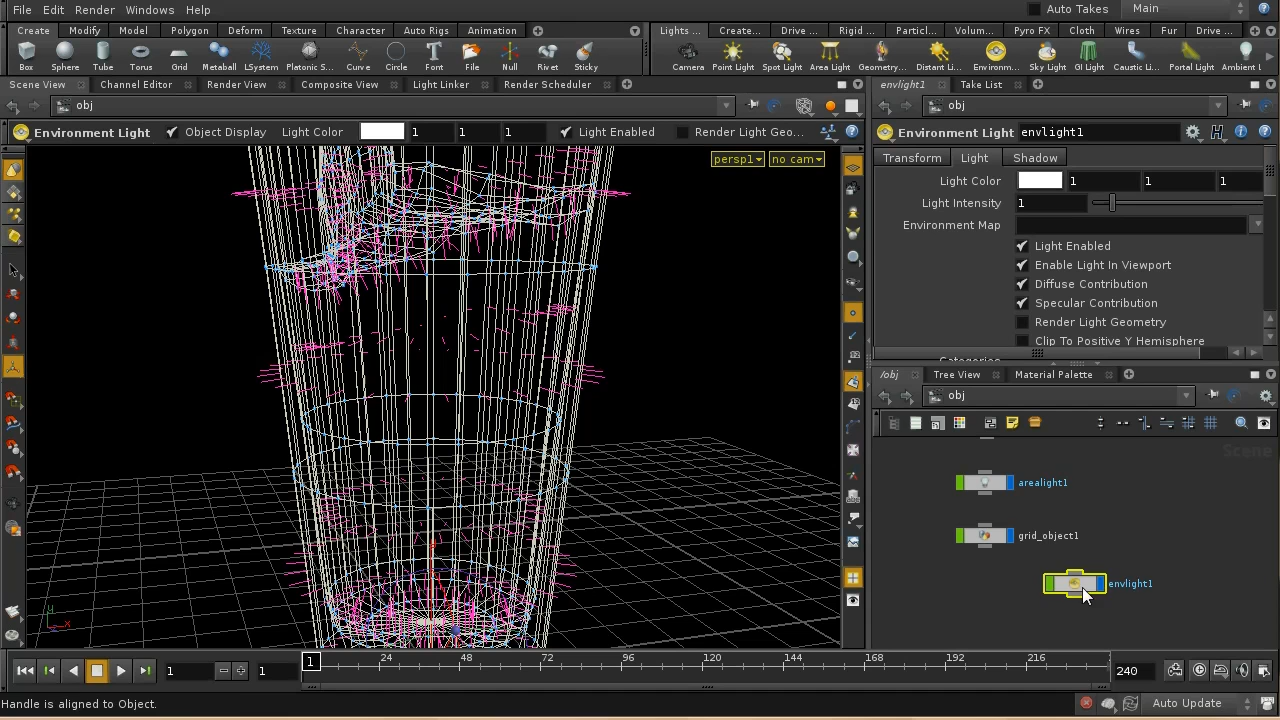 File Edit Render Windows Help Auto Takes Main
Create Modify Model Polygon Deform Texture Character Auto Rigs Animation Lights ... Create... Drive ... Rigid ... Particl... Volum... Pyro FX Cloth Wires Fur Drive ...
Box Sphere Tube Torus Grid Metaball LSystem Platonic S... Curve Circle Font File Null Rivet Sticky Camera Point Light Spot Light Area Light Geometry... Distant Li... Environm... Sky Light GI Light Caustic Li... Portal Light Ambient L
Scene View Channel Editor Render View Composite View Light Linker Render Scheduler envlight1 Take List
obj obj
Environment Light Object Display Light Color 1 1 1 Light Enabled Render Light Geo... Environment Light envlight1
persp1 no cam
Transform Light Shadow
Light Color 1 1 1
Light Intensity 1
Environment Map
Light Enabled
Enable Light In Viewport
Diffuse Contribution
Specular Contribution
Render Light Geometry
Clip To Positive Y Hemisphere
Categories
/obj Tree View Material Palette
obj
Scene
arealight1
grid_object1
envlight1
y
x
1 1 1 24 48 72 96 120 144 168 192 216 240
Handle is aligned to Object. Auto Update